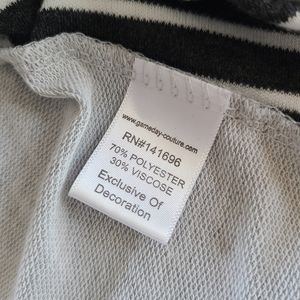 www.gameday-couture.com
RN#141696
70% POLYESTER
30% VISCOSE
Exclusive Of
Decoration